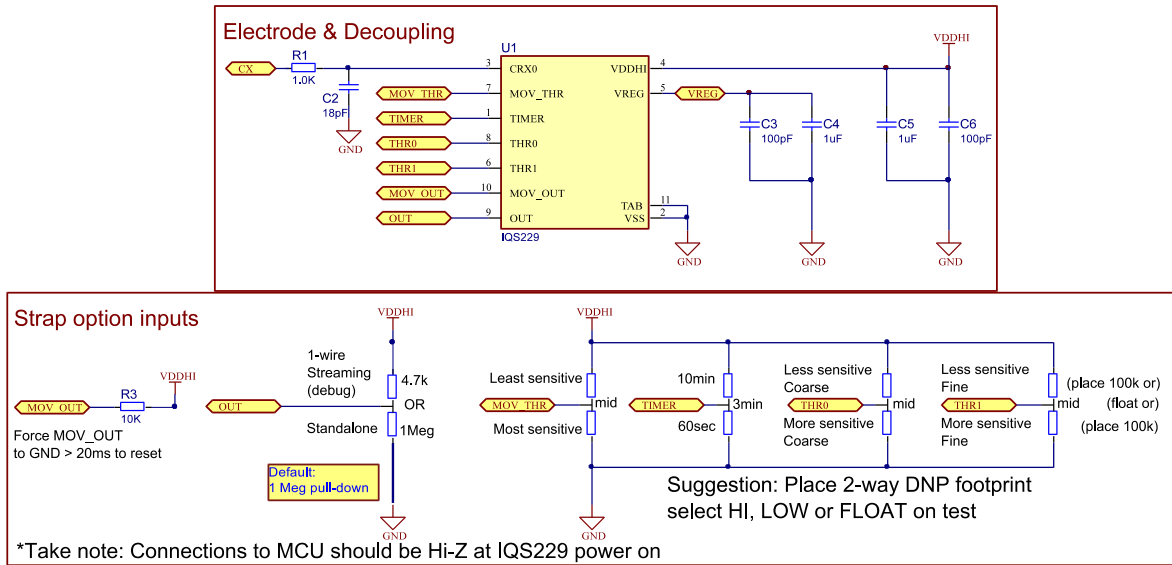 Electrode & Decoupling
VDDHI
U1
CX
R1
1.0K
3
CRX0
VDDHI
4
C2
18pF
GND
MOV_THR
7
MOV_THR
VREG
5
VREG
TIMER
1
TIMER
THR0
8
THR0
THR1
6
THR1
MOV_OUT
10
MOV_OUT
OUT
9
OUT
TAB
11
VSS
2
IQS229
C3
100pF
C4
1uF
C5
1uF
C6
100pF
GND
GND
GND
Strap option inputs
VDDHI
VDDHI
VDDHI
MOV_OUT
R3
10K
Force MOV_OUT
to GND > 20ms to reset
1-wire
Streaming
(debug)
4.7k
OUT
OR
Standalone
1Meg
Default:
1 Meg pull-down
GND
Least sensitive
MOV_THR
mid
Most sensitive
10min
TIMER
3min
60sec
Less sensitive
Coarse
THR0
mid
More sensitive
Coarse
Less sensitive
Fine
THR1
mid
More sensitive
Fine
(place 100k or)
(float or)
(place 100k)
GND
Suggestion: Place 2-way DNP footprint
select HI, LOW or FLOAT on test
*Take note: Connections to MCU should be Hi-Z at IQS229 power on